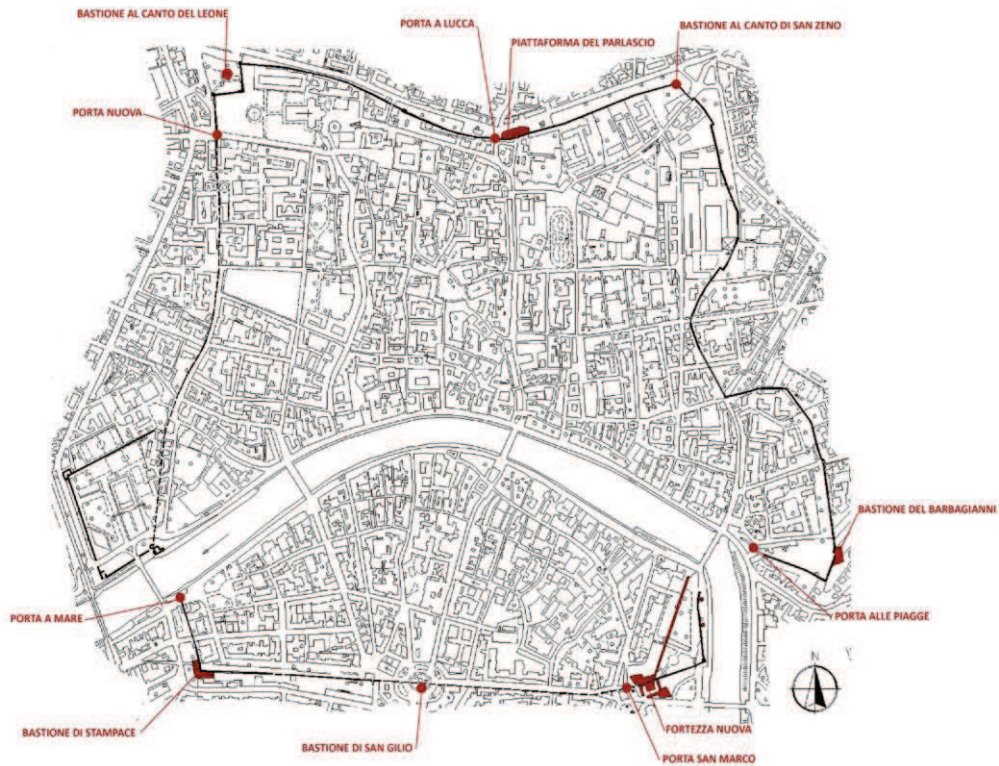 BASTIONE AL CANTO DEL LEONE
PORTA A LUCCA
BASTIONE AL CANTO DI SAN ZENO
PIATTAFORMA DEL PARLASCIO
PORTA NUOVA
BASTIONE DEL BARBAGIANNI
PORTA A MARE
PORTA ALLE PIAGGE
N
BASTIONE DI STAMPACE
FORTEZZA NUOVA
BASTIONE DI SAN GILIO
PORTA SAN MARCO